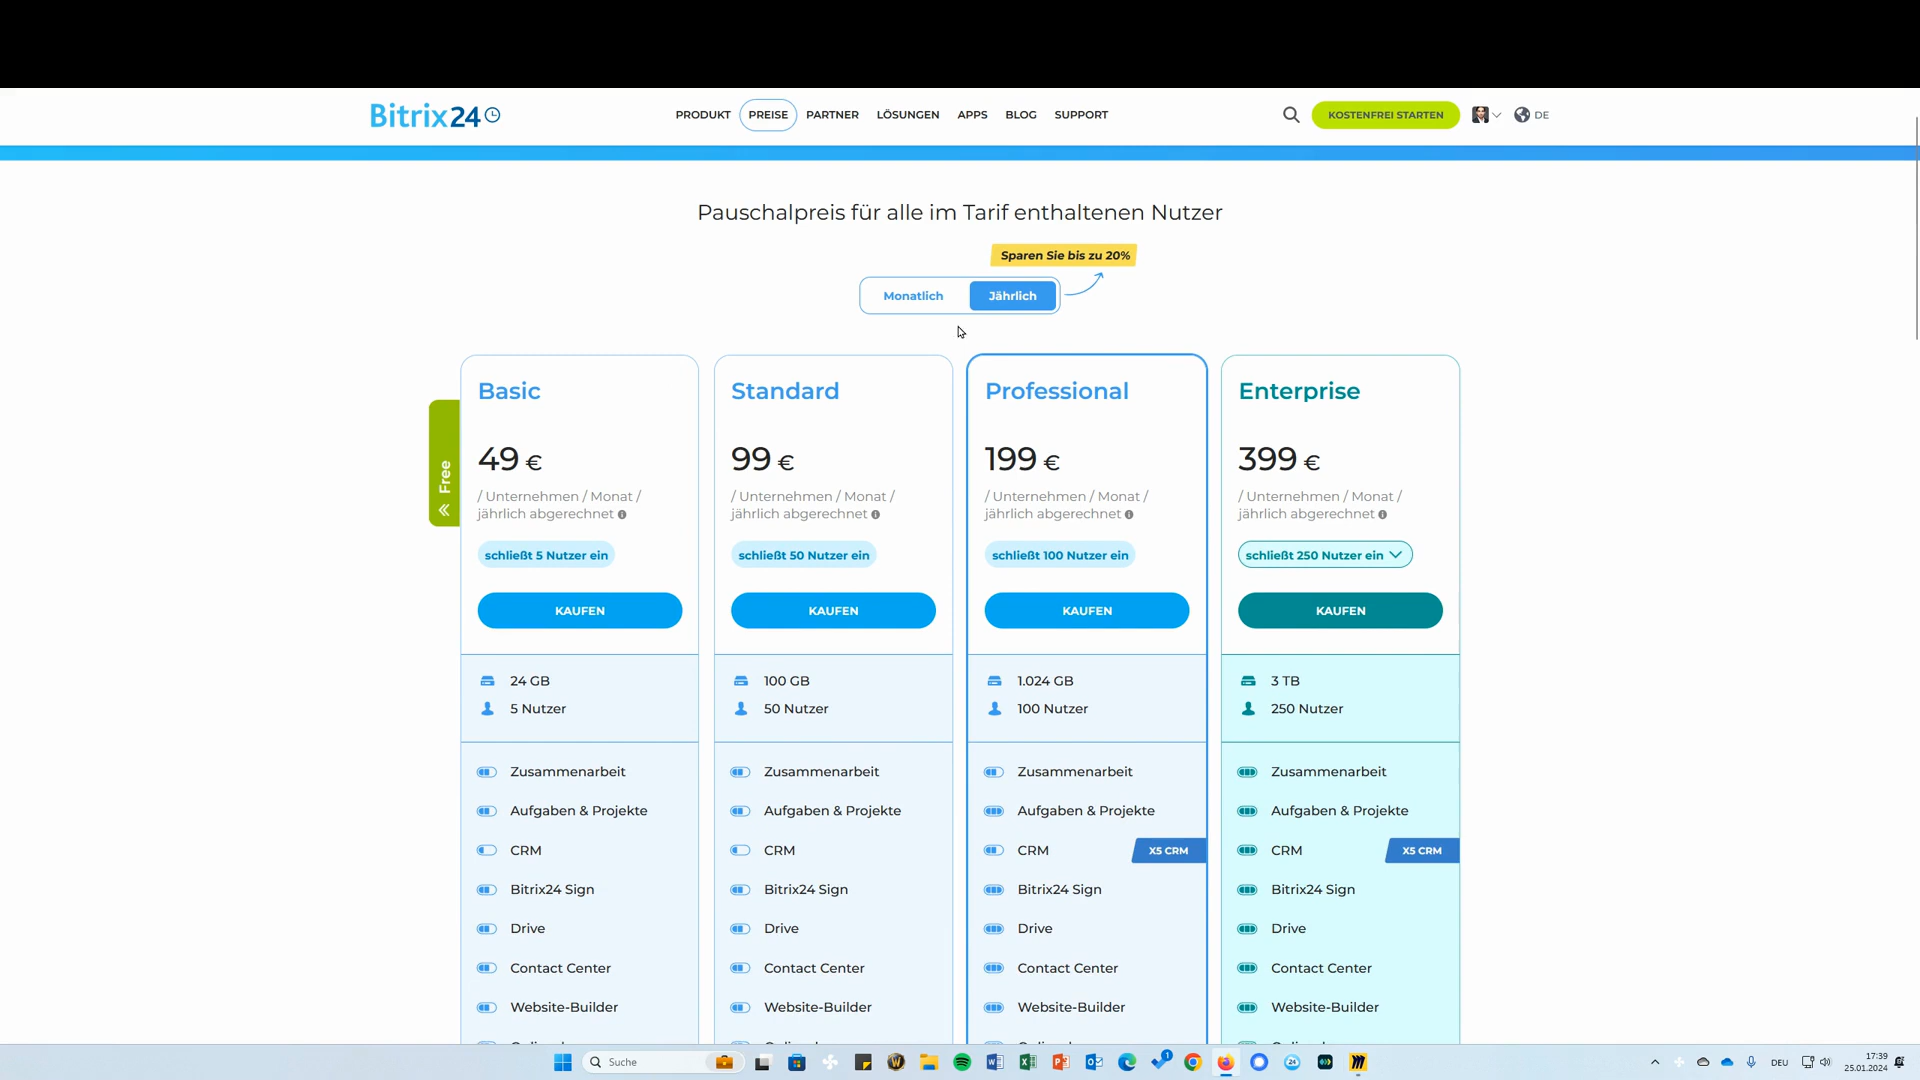 Bitrix24
PRODUKT PREISE PARTNER LÖSUNGEN APPS BLOG SUPPORT
KOSTENFREI STARTEN
DE
Pauschalpreis für alle im Tarif enthaltenen Nutzer
Sparen Sie bis zu 20%
Monatlich Jährlich
Free
Basic
49 €
/ Unternehmen / Monat /
jährlich abgerechnet
schließt 5 Nutzer ein
KAUFEN
24 GB
5 Nutzer
Zusammenarbeit
Aufgaben & Projekte
CRM
Bitrix24 Sign
Drive
Contact Center
Website-Builder
Standard
99 €
/ Unternehmen / Monat /
jährlich abgerechnet
schließt 50 Nutzer ein
KAUFEN
100 GB
50 Nutzer
Zusammenarbeit
Aufgaben & Projekte
CRM
Bitrix24 Sign
Drive
Contact Center
Website-Builder
Professional
199 €
/ Unternehmen / Monat /
jährlich abgerechnet
schließt 100 Nutzer ein
KAUFEN
1.024 GB
100 Nutzer
Zusammenarbeit
Aufgaben & Projekte
CRM
X5 CRM
Bitrix24 Sign
Drive
Contact Center
Website-Builder
Enterprise
399 €
/ Unternehmen / Monat /
jährlich abgerechnet
schließt 250 Nutzer ein
KAUFEN
3 TB
250 Nutzer
Zusammenarbeit
Aufgaben & Projekte
CRM
X5 CRM
Bitrix24 Sign
Drive
Contact Center
Website-Builder
Suche
DEU
17:39
25.01.2024